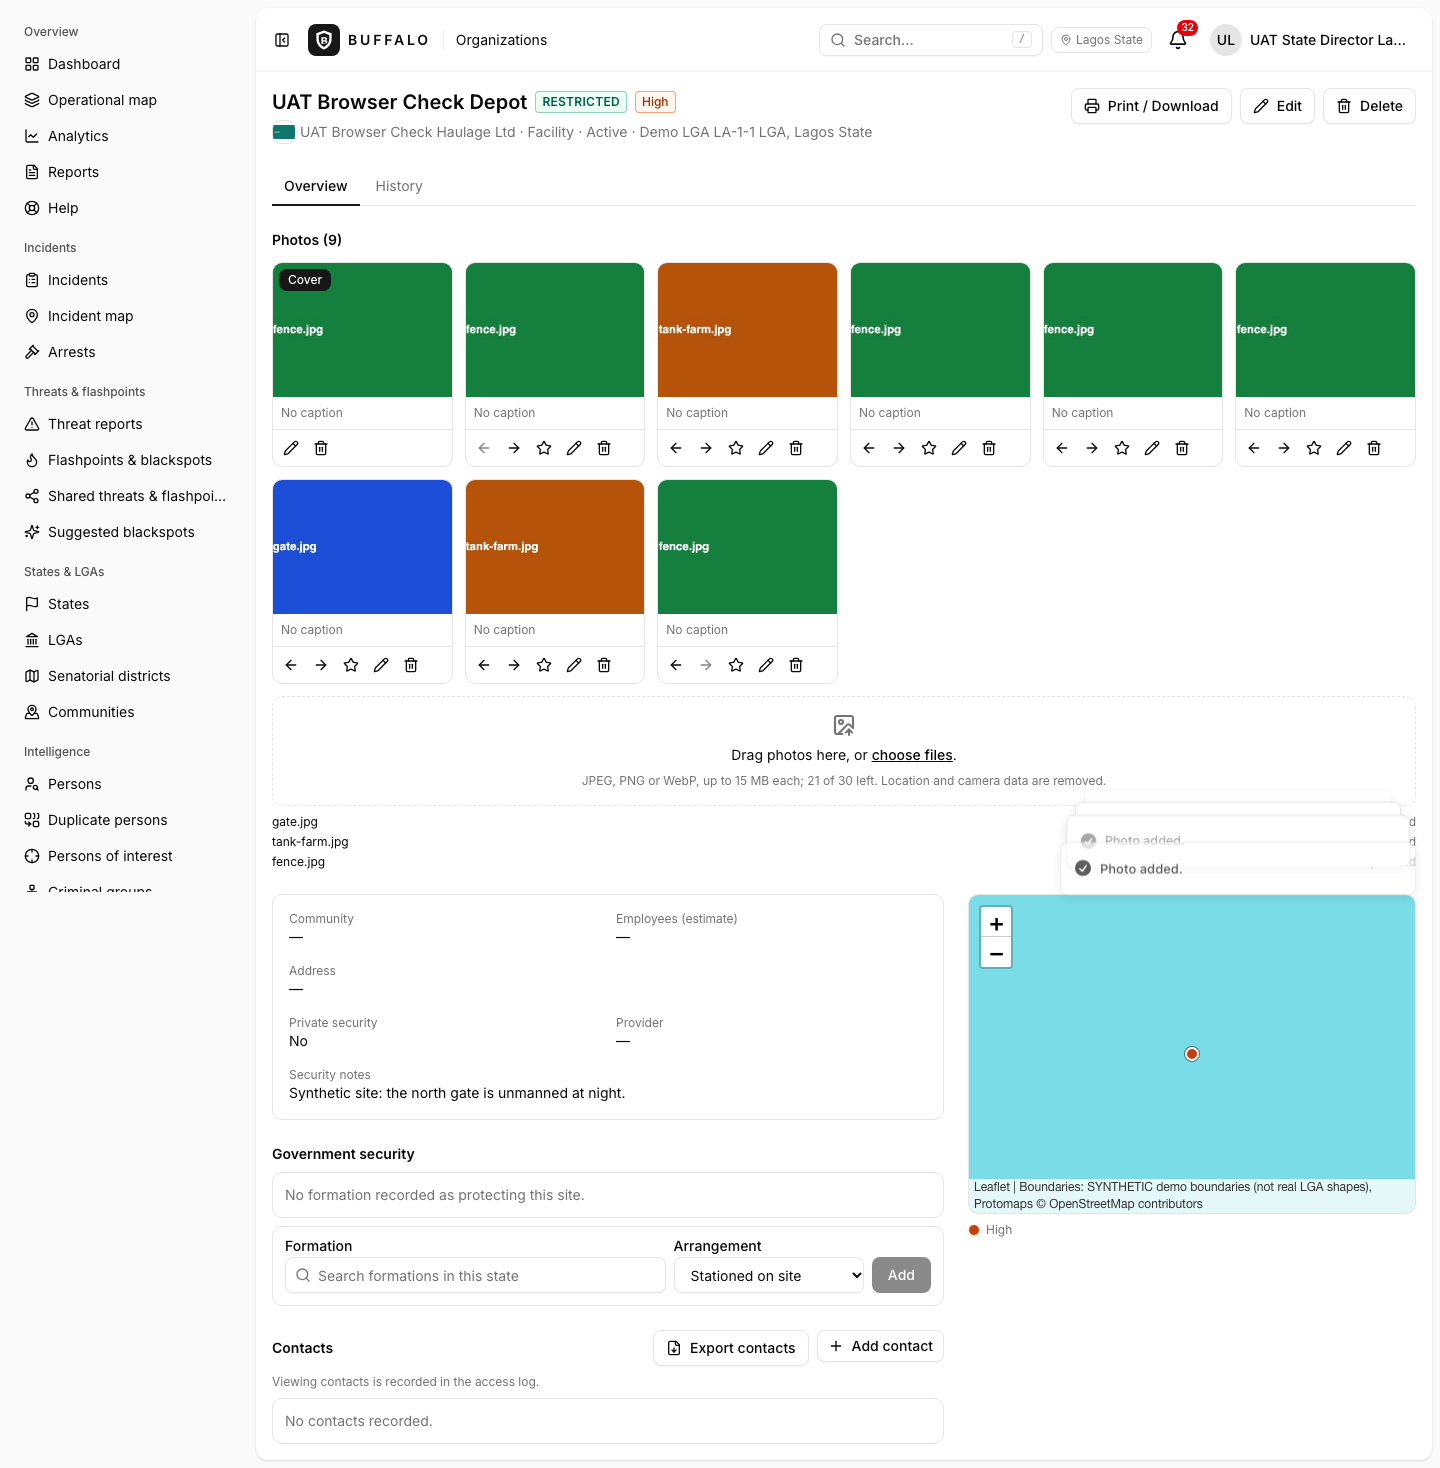 Overview
Dashboard
Operational map
Analytics
Reports
Help
Incidents
Incidents
Incident map
Arrests
Threats & flashpoints
Threat reports
Flashpoints & blackspots
Shared threats & flashpoi...
Suggested blackspots
States & LGAs
States
LGAs
Senatorial districts
Communities
Intelligence
Persons
Duplicate persons
Persons of interest
Criminal groups
BUFFALO
Organizations
Search...
/
Lagos State
32
UL
UAT State Director La...
UAT Browser Check Depot
RESTRICTED
High
Print / Download
Edit
Delete
UAT Browser Check Haulage Ltd · Facility · Active · Demo LGA LA-1-1 LGA, Lagos State
Overview
History
Photos (9)
Cover
fence.jpg
fence.jpg
tank-farm.jpg
fence.jpg
fence.jpg
fence.jpg
No caption
No caption
No caption
No caption
No caption
No caption
gate.jpg
tank-farm.jpg
fence.jpg
No caption
No caption
No caption
Drag photos here, or choose files.
JPEG, PNG or WebP, up to 15 MB each; 21 of 30 left. Location and camera data are removed.
gate.jpg
tank-farm.jpg
fence.jpg
Photo added.
Photo added.
Community
—
Employees (estimate)
—
Address
—
Private security
No
Provider
—
Security notes
Synthetic site: the north gate is unmanned at night.
+
−
Leaflet | Boundaries: SYNTHETIC demo boundaries (not real LGA shapes),
Protomaps © OpenStreetMap contributors
High
Government security
No formation recorded as protecting this site.
Formation
Search formations in this state
Arrangement
Stationed on site
Add
Contacts
Export contacts
Add contact
Viewing contacts is recorded in the access log.
No contacts recorded.